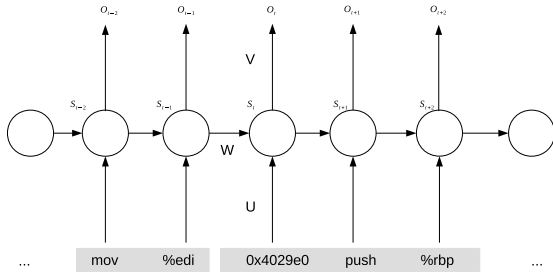 O_{t-2} O_{t-1} O_t O_{t+1} O_{t+2}
V
S_{t-2} S_{t-1} S_t S_{t+1} S_{t+2}
W
U
... mov %edi 0x4029e0 push %rbp ...